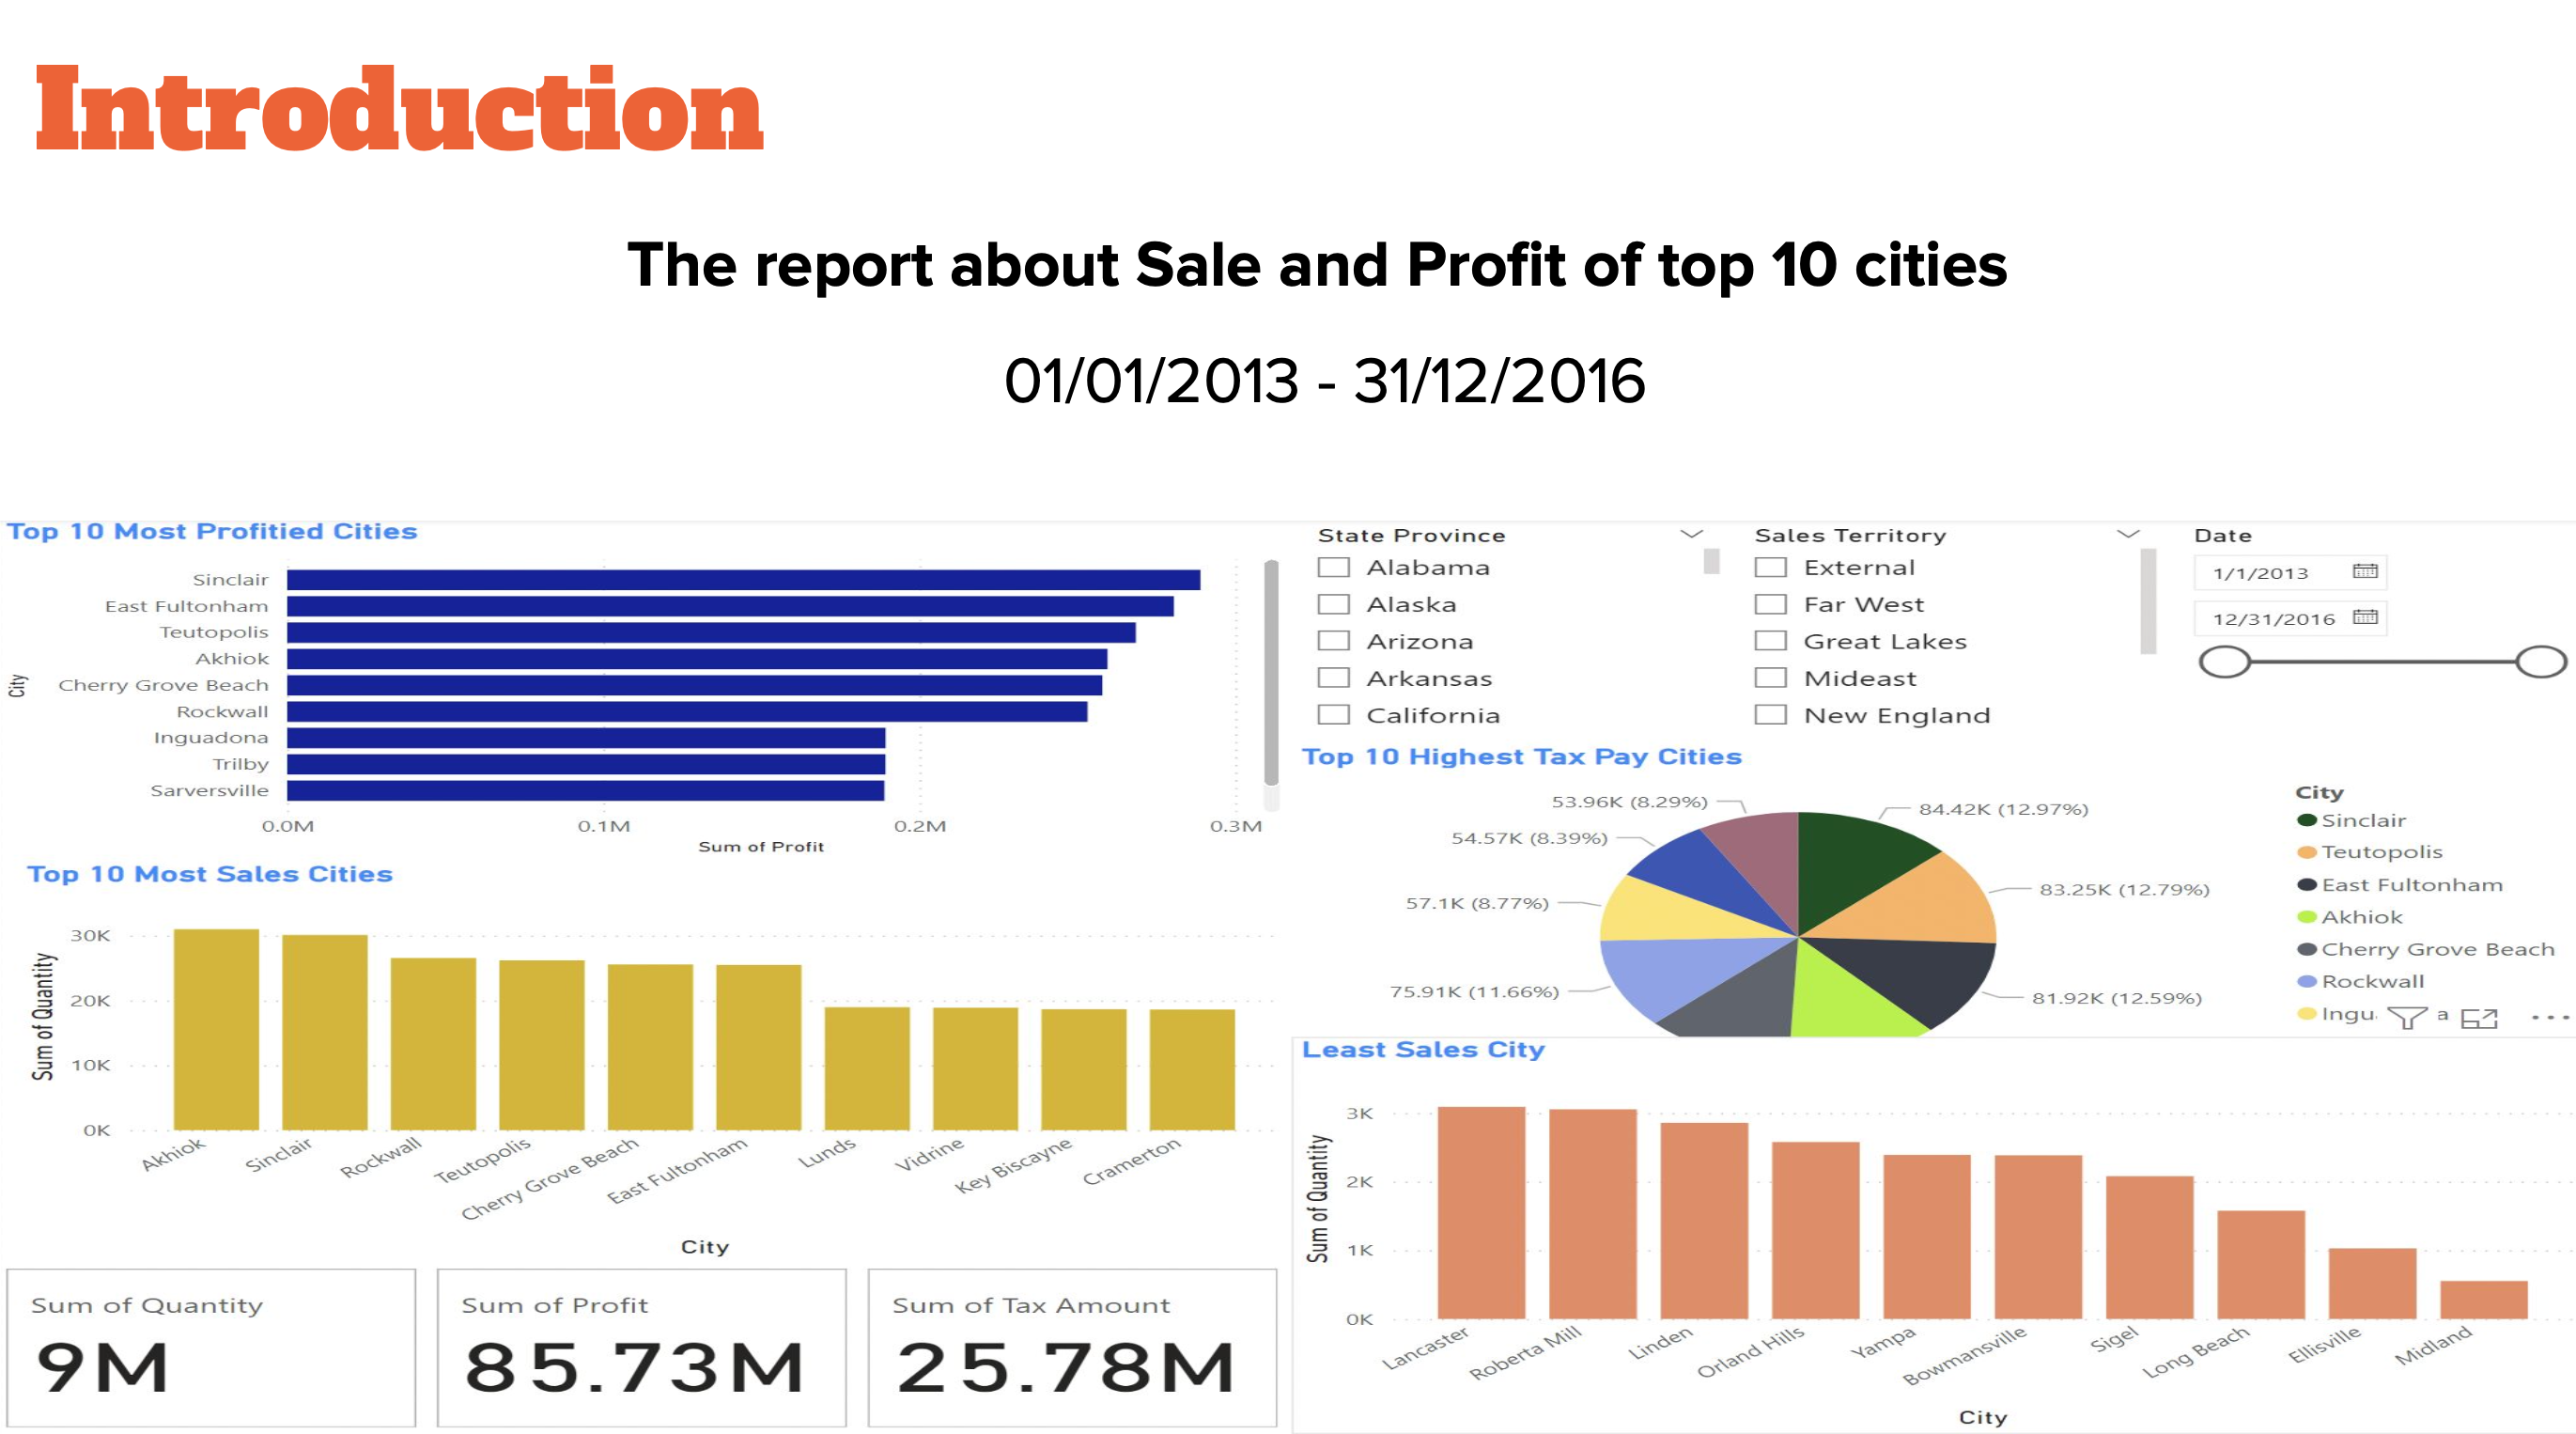 Introduction
The report about Sale and Profit of top 10 cities
01/01/2013 - 31/12/2016
Top 10 Most Profitied Cities
City
Sinclair
East Fultonham
Teutopolis
Akhiok
Cherry Grove Beach
Rockwall
Inguadona
Trilby
Sarversville
0.0M 0.1M 0.2M 0.3M
Sum of Profit
State Province
Alabama
Alaska
Arizona
Arkansas
California
Sales Territory
External
Far West
Great Lakes
Mideast
New England
Date
1/1/2013
12/31/2016
Top 10 Highest Tax Pay Cities
53.96K (8.29%)
84.42K (12.97%)
54.57K (8.39%)
83.25K (12.79%)
57.1K (8.77%)
75.91K (11.66%)
81.92K (12.59%)
City
Sinclair
Teutopolis
East Fultonham
Akhiok
Cherry Grove Beach
Rockwall
Ingu a
Top 10 Most Sales Cities
Sum of Quantity
30K
20K
10K
0K
Akhiok Sinclair Rockwall Teutopolis Cherry Grove Beach East Fultonham Lunds Vidrine Key Biscayne Cramerton
City
Least Sales City
Sum of Quantity
3K
2K
1K
0K
Lancaster Roberta Mill Linden Orland Hills Yampa Bowmansville Sigel Long Beach Ellisville Midland
City
Sum of Quantity
9M
Sum of Profit
85.73M
Sum of Tax Amount
25.78M